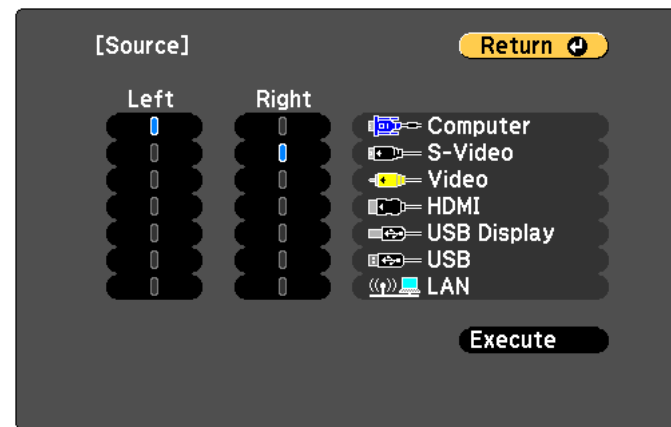 [Source] Return
Left Right
Computer
S-Video
Video
HDMI
USB Display
USB
LAN
Execute